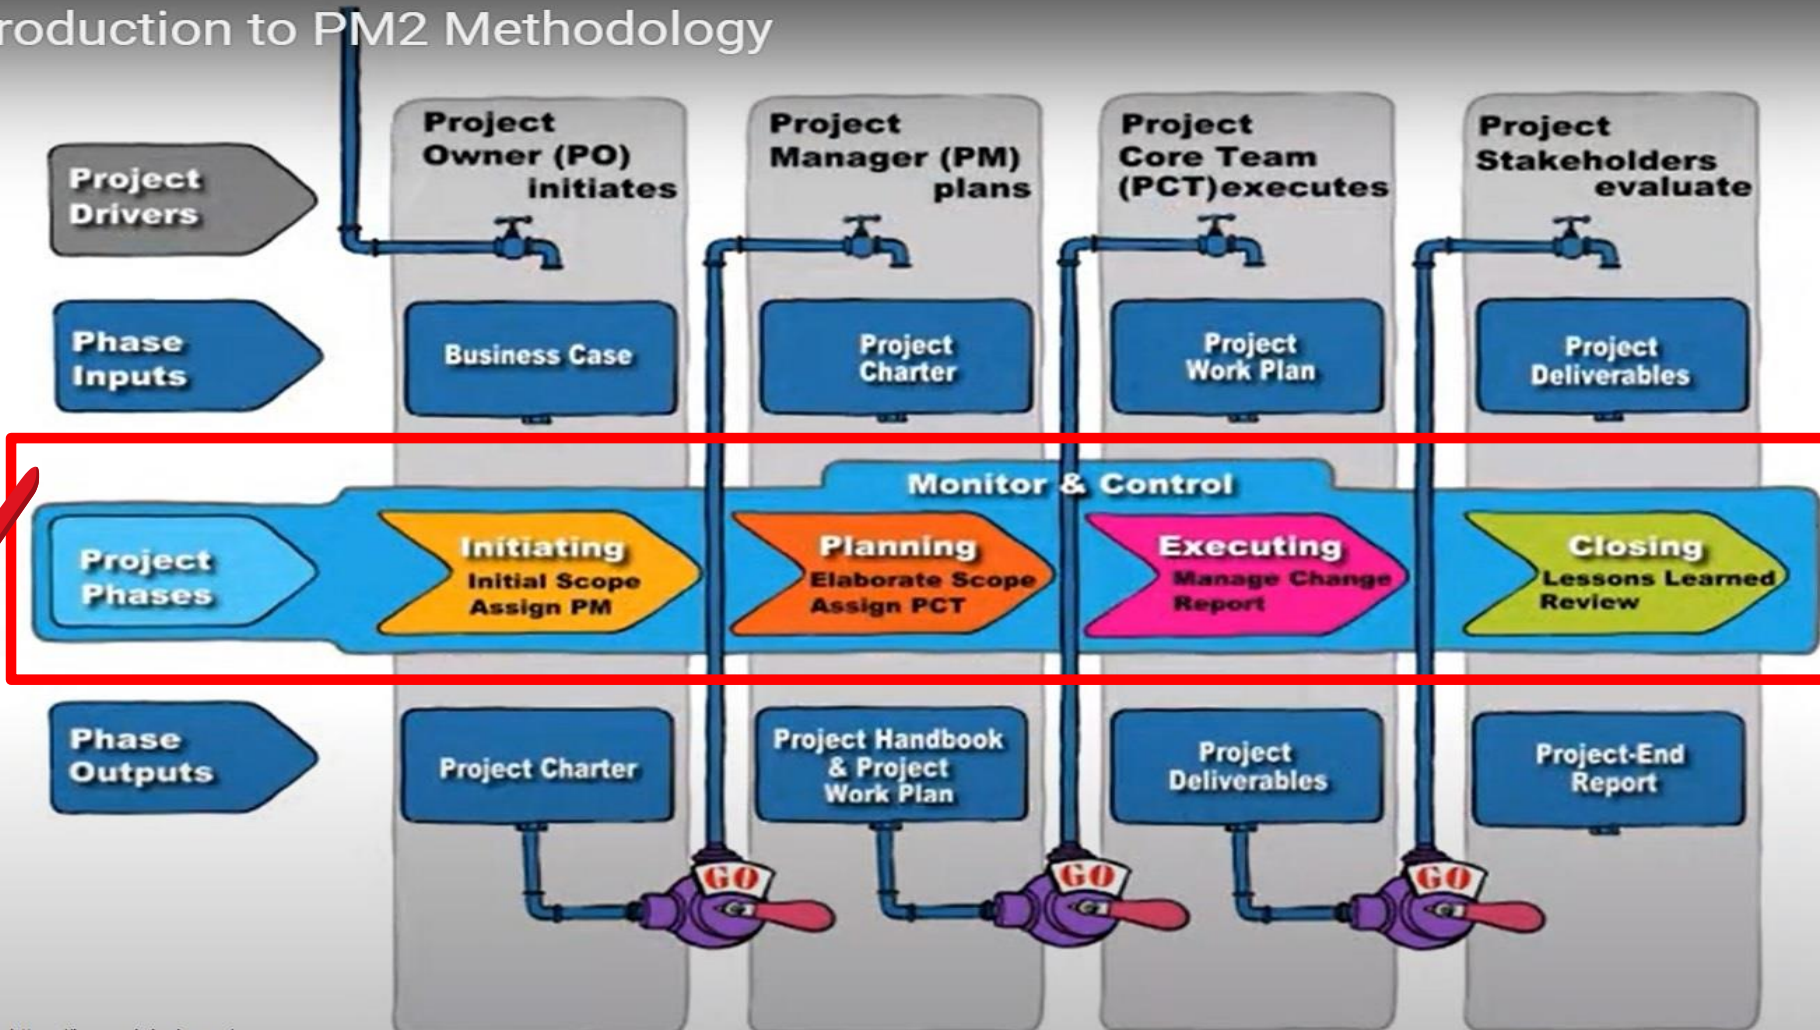 roduction to PM2 Methodology
Project
Drivers
Project
Owner (PO)
initiates
Project
Manager (PM)
plans
Project
Core Team
(PCT)executes
Project
Stakeholders
evaluate
Phase
Inputs
Business Case
Project
Charter
Project
Work Plan
Project
Deliverables
Monitor & Control
Project
Phases
Initiating
Initial Scope
Assign PM
Planning
Elaborate Scope
Assign PCT
Executing
Manage Change
Report
Closing
Lessons Learned
Review
Phase
Outputs
Project Charter
Project Handbook
& Project
Work Plan
Project
Deliverables
Project-End
Report
GO
GO
GO